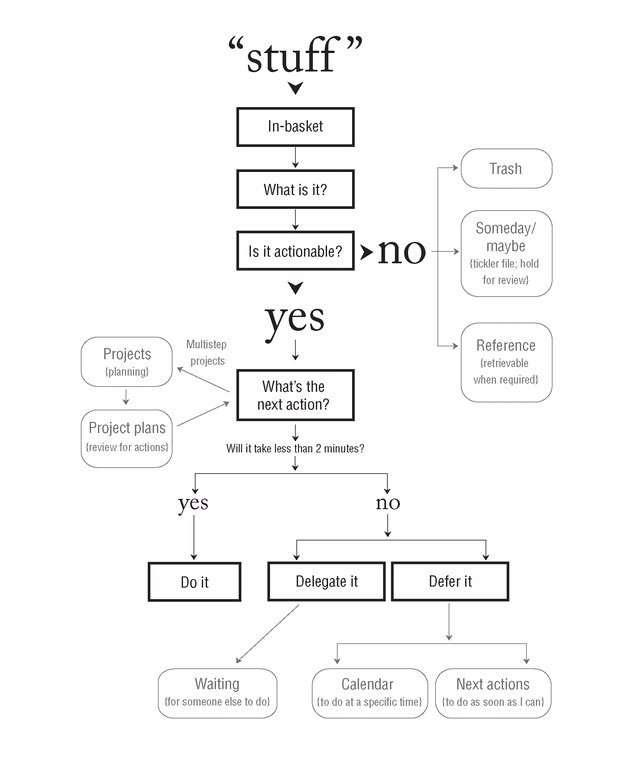 “stuff”
In-basket
What is it?
Is it actionable?
no
Trash
Someday/
maybe
{tickler file; hold
for review}
Reference
{retrievable
when required}
yes
Multistep
projects
Projects
{planning}
Project plans
{review for actions}
What’s the
next action?
Will it take less than 2 minutes?
yes
no
Do it
Delegate it
Defer it
Waiting
{for someone else to do}
Calendar
{to do at a specific time}
Next actions
{to do as soon as I can}